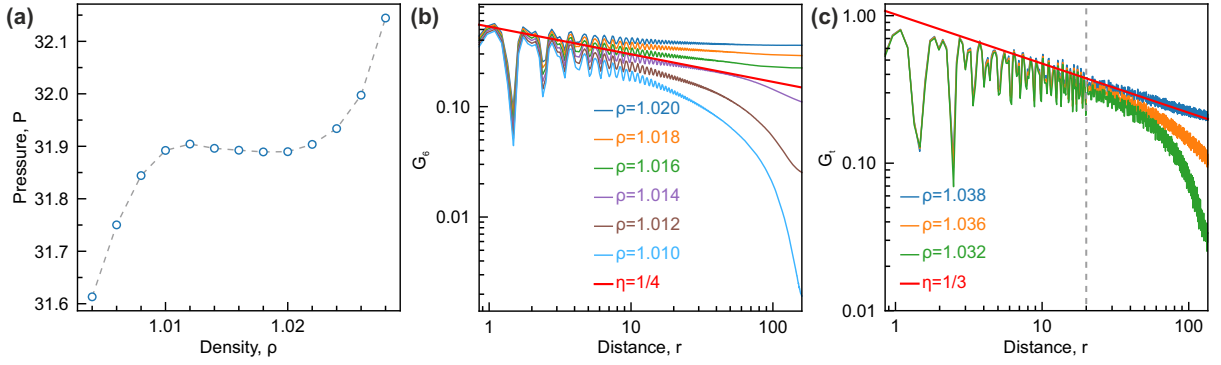 (a)
32.1
32.0
31.9
31.8
31.7
31.6
Pressure, P
1.01
1.02
Density, ρ
(b)
0.10
0.01
G₆
ρ=1.020
ρ=1.018
ρ=1.016
ρ=1.014
ρ=1.012
ρ=1.010
η=1/4
1
10
100
Distance, r
(c)
1.00
0.10
0.01
Gₜ
ρ=1.038
ρ=1.036
ρ=1.032
η=1/3
1
10
100
Distance, r